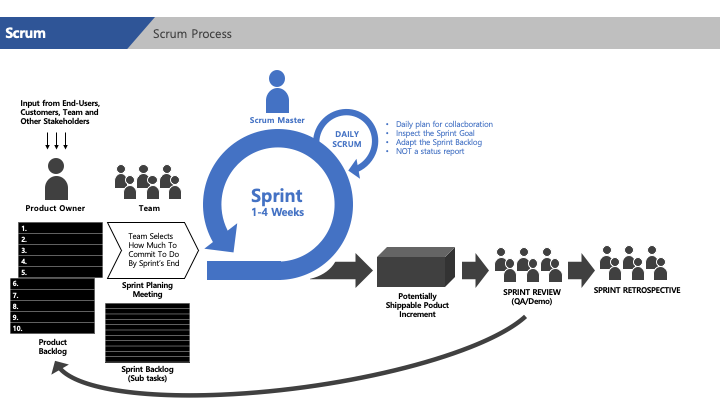 Scrum
Scrum Process
Input from End-Users,
Customers, Team and
Other Stakeholders
Product Owner
Team
Scrum Master
DAILY
SCRUM
• Daily plan for collacboration
• Inspect the Sprint Goal
• Adapt the Sprint Backlog
• NOT a status report
Sprint
1-4 Weeks
1.
2.
3.
4.
5.
6.
7.
8.
9.
10.
Product
Backlog
Team Selects
How Much To
Commit To Do
By Sprint's End
Sprint Planing
Meeting
Sprint Backlog
(Sub tasks)
Potentially
Shippable Poduct
Increment
SPRINT REVIEW
(QA/Demo)
SPRINT RETROSPECTIVE